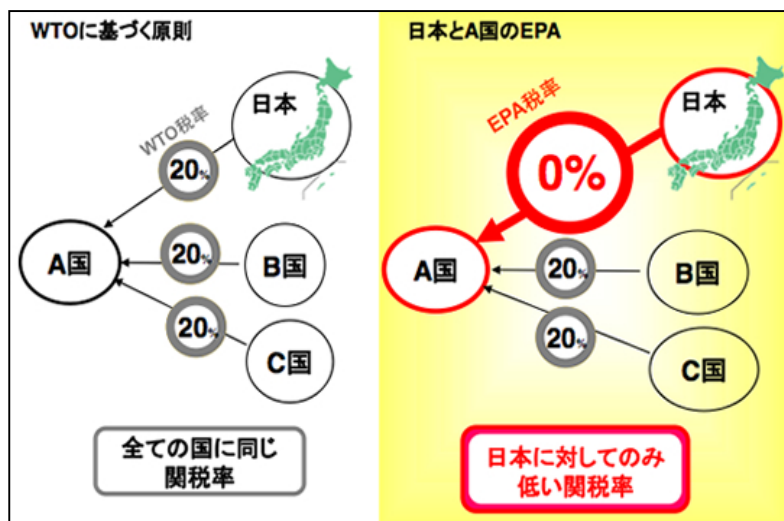 WTOに基づく原則
日本
WTO税率
20%
A国
20%
B国
20%
C国
全ての国に同じ
関税率
日本とA国のEPA
日本
EPA税率
0%
A国
20%
B国
20%
C国
日本に対してのみ
低い関税率